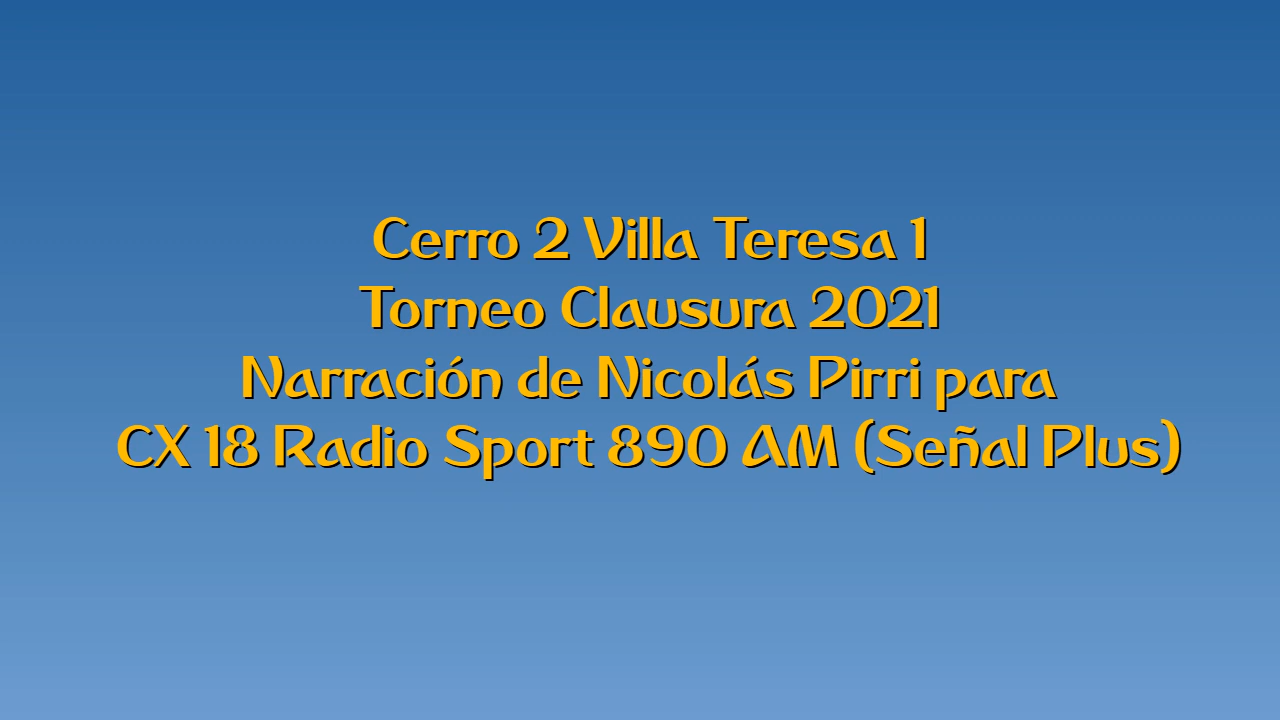 Cerro 2 Villa Teresa 1
Torneo Clausura 2021
Narración de Nicolás Pirri para
CX 18 Radio Sport 890 AM (Señal Plus)